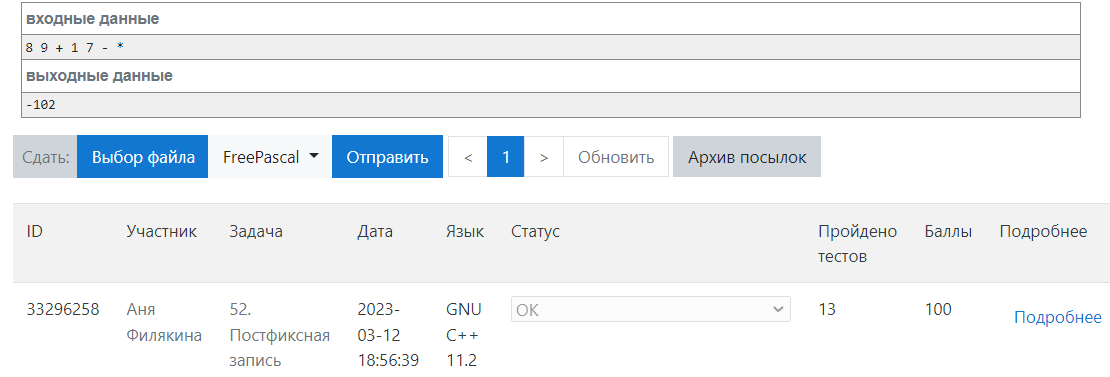 входные данные
8 9 + 1 7 - *
выходные данные
-102
Сдать: Выбор файла FreePascal Отправить < 1 > Обновить Архив посылок
ID Участник Задача Дата Язык Статус Пройдено тестов Баллы Подробнее
33296258 Аня Филякина 52. Постфиксная запись 2023-03-12 18:56:39 GNU C++ 11.2 OK 13 100 Подробнее